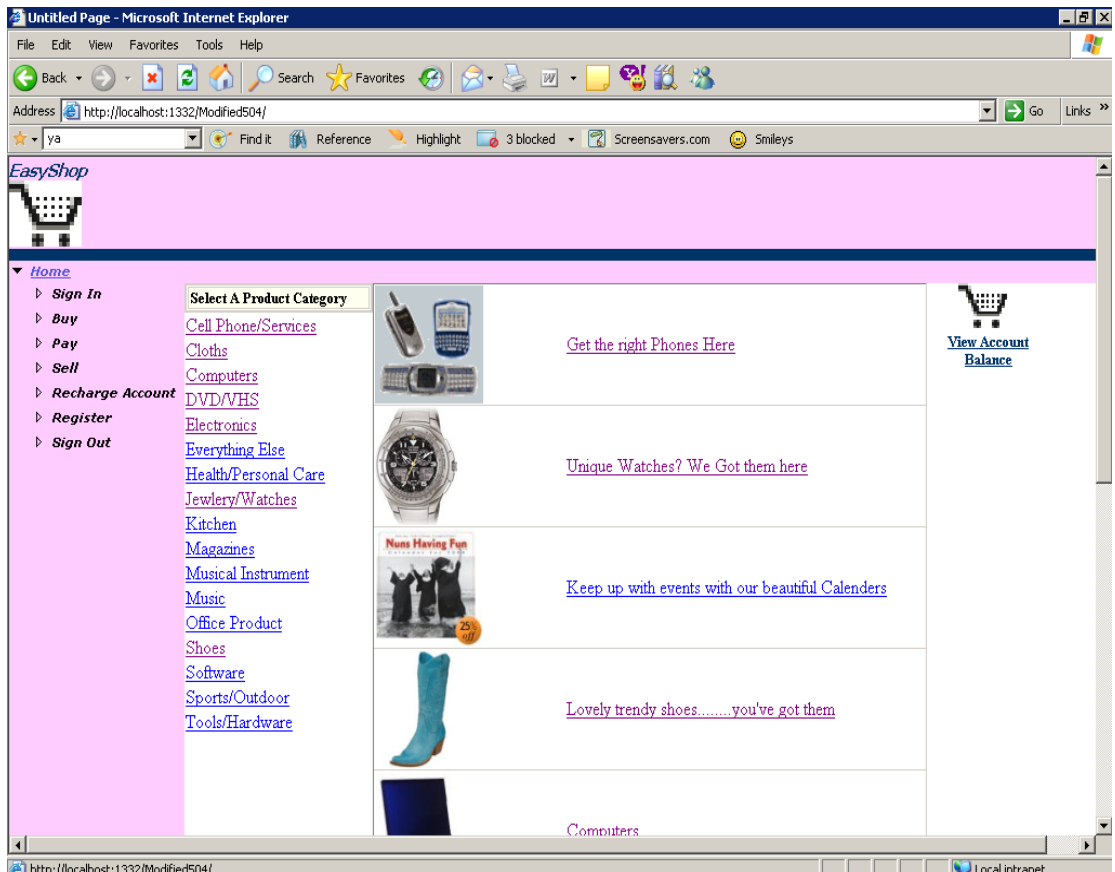 Untitled Page - Microsoft Internet Explorer
File Edit View Favorites Tools Help
Back Search Favorites
Address http://localhost:1332/Modified504/ Go Links »
ya Find it Reference Highlight 3 blocked Screensavers.com Smileys
EasyShop
Home
Sign In
Buy
Pay
Sell
Recharge Account
Register
Sign Out
Select A Product Category
Cell Phone/Services
Cloths
Computers
DVD/VHS
Electronics
Everything Else
Health/Personal Care
Jewlery/Watches
Kitchen
Magazines
Musical Instrument
Music
Office Product
Shoes
Software
Sports/Outdoor
Tools/Hardware
Get the right Phones Here
Unique Watches? We Got them here
Nuns Having Fun
Calendar for
25%
off
Keep up with events with our beautiful Calenders
Lovely trendy shoes........you've got them
Computers
View Account
Balance
http://localhost:1332/Modified504/ Local intranet